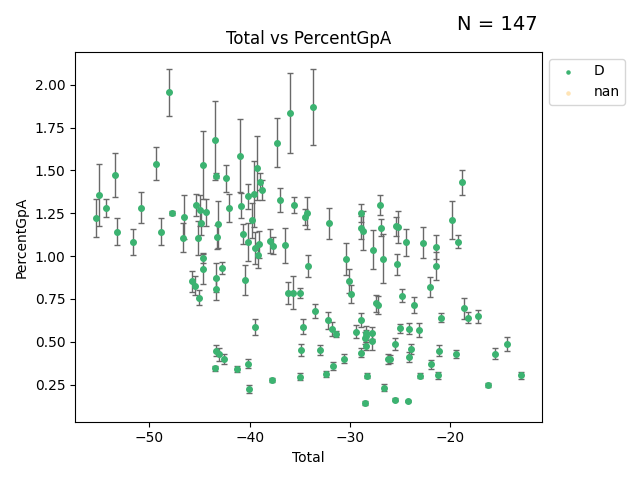 N = 147
Total vs PercentGpA
D
nan
PercentGpA
2.00
1.75
1.50
1.25
1.00
0.75
0.50
0.25
−50
−40
−30
−20
Total